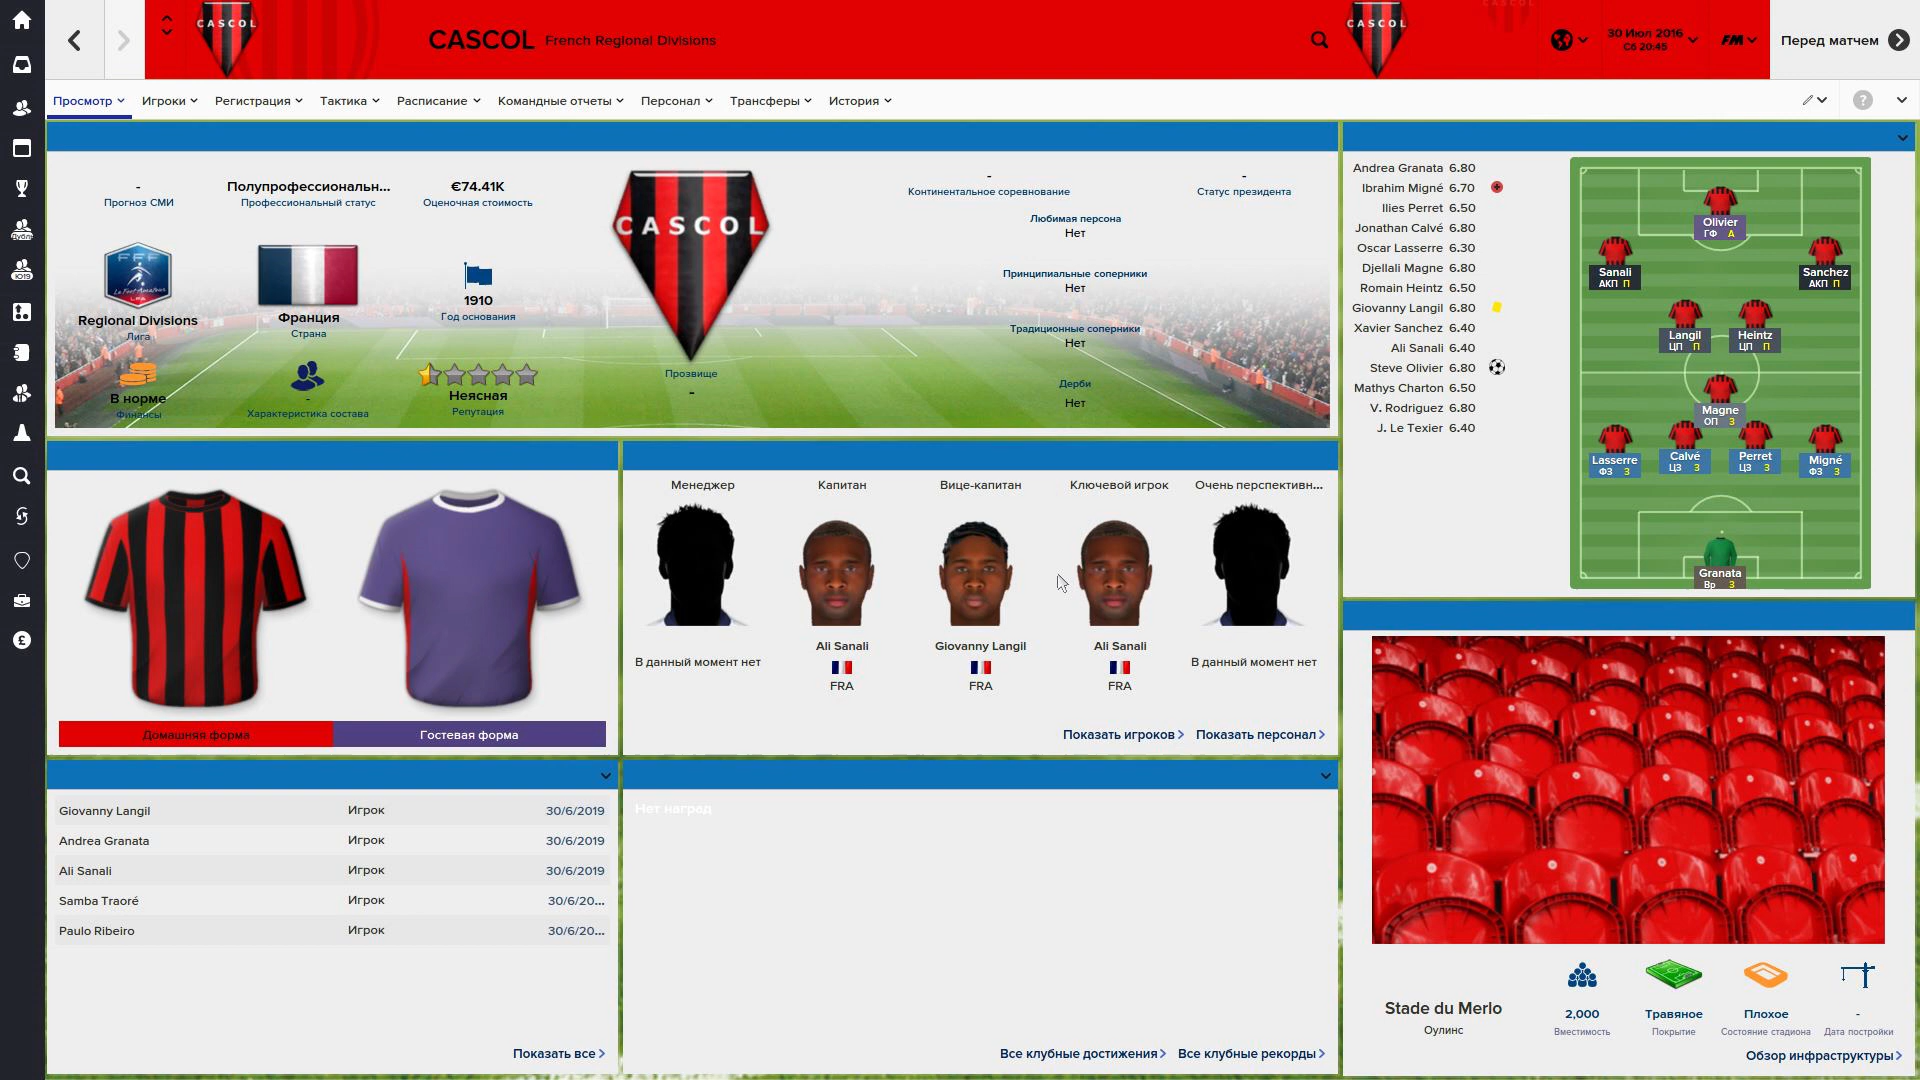 CASCOL
CASCOL French Regional Divisions
CASCOL
30 Июл 2016
Сб 20:45
FM
Перед матчем
Просмотр
Игроки
Регистрация
Тактика
Расписание
Командные отчеты
Персонал
Трансферы
История
-
Прогноз СМИ
Полупрофессиональн...
Профессиональный статус
€74.41K
Оценочная стоимость
FFF
Le Foot Amateur
LFA
Regional Divisions
Лига
Франция
Страна
1910
Год основания
В норме
Финансы
-
Характеристика состава
Неясная
Репутация
CASCOL
Прозвище
-
-
Континентальное соревнование
-
Статус президента
Любимая персона
Нет
Принципиальные соперники
Нет
Традиционные соперники
Нет
Дерби
Нет
Andrea Granata 6.80
Ibrahim Migné 6.70
Ilies Perret 6.50
Jonathan Calvé 6.80
Oscar Lasserre 6.30
Djellali Magne 6.80
Romain Heintz 6.50
Giovanny Langil 6.80
Xavier Sanchez 6.40
Ali Sanali 6.40
Steve Olivier 6.80
Mathys Charton 6.50
V. Rodriguez 6.80
J. Le Texier 6.40
Olivier
ГФ А
Sanali
АКП П
Sanchez
АКП П
Langil
ЦП П
Heintz
ЦП П
Magne
ОП З
Lasserre
ФЗ З
Calvé
ЦЗ З
Perret
ЦЗ З
Migné
ФЗ З
Granata
Вр З
Домашняя форма
Гостевая форма
Менеджер
В данный момент нет
Капитан
Ali Sanali
FRA
Вице-капитан
Giovanny Langil
FRA
Ключевой игрок
Ali Sanali
FRA
Очень перспективн...
В данный момент нет
Показать игроков
Показать персонал
Giovanny Langil Игрок 30/6/2019
Andrea Granata Игрок 30/6/2019
Ali Sanali Игрок 30/6/2019
Samba Traoré Игрок 30/6/20...
Paulo Ribeiro Игрок 30/6/20...
Показать все
Нет наград
Все клубные достижения
Все клубные рекорды
Stade du Merlo
Оулинс
2,000
Вместимость
Травяное
Покрытие
Плохое
Состояние стадиона
-
Дата постройки
Обзор инфраструктуры